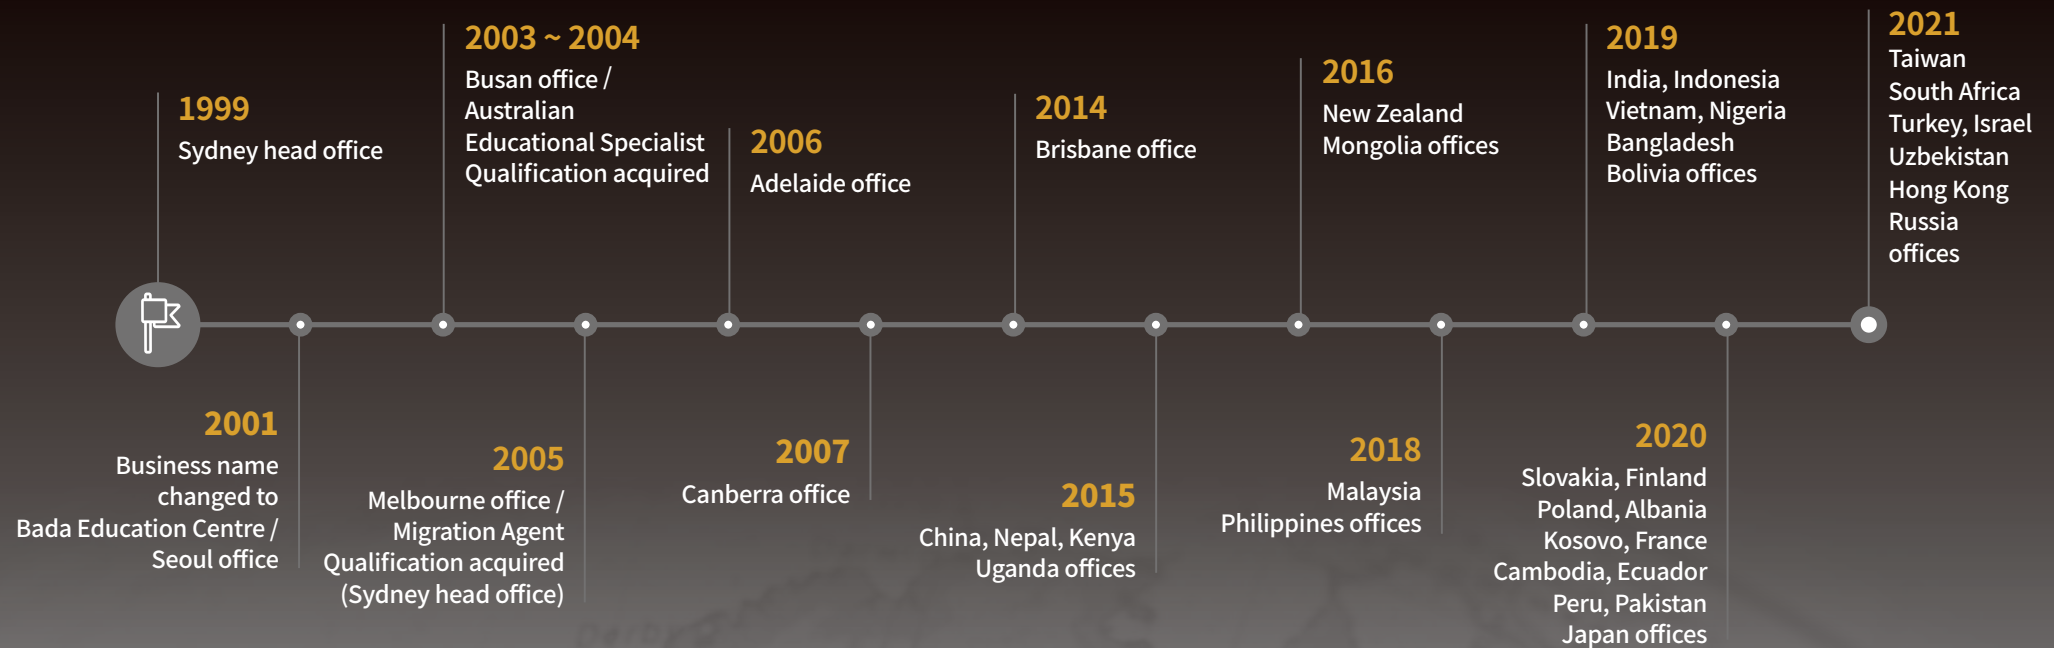 1999
Sydney head office
2001
Business name
changed to
Bada Education Centre /
Seoul office
2003 ~ 2004
Busan office /
Australian
Educational Specialist
Qualification acquired
2005
Melbourne office /
Migration Agent
Qualification acquired
(Sydney head office)
2006
Adelaide office
2007
Canberra office
2014
Brisbane office
2015
China, Nepal, Kenya
Uganda offices
2016
New Zealand
Mongolia offices
2018
Malaysia
Philippines offices
2019
India, Indonesia
Vietnam, Nigeria
Bangladesh
Bolivia offices
2020
Slovakia, Finland
Poland, Albania
Kosovo, France
Cambodia, Ecuador
Peru, Pakistan
Japan offices
2021
Taiwan
South Africa
Turkey, Israel
Uzbekistan
Hong Kong
Russia
offices